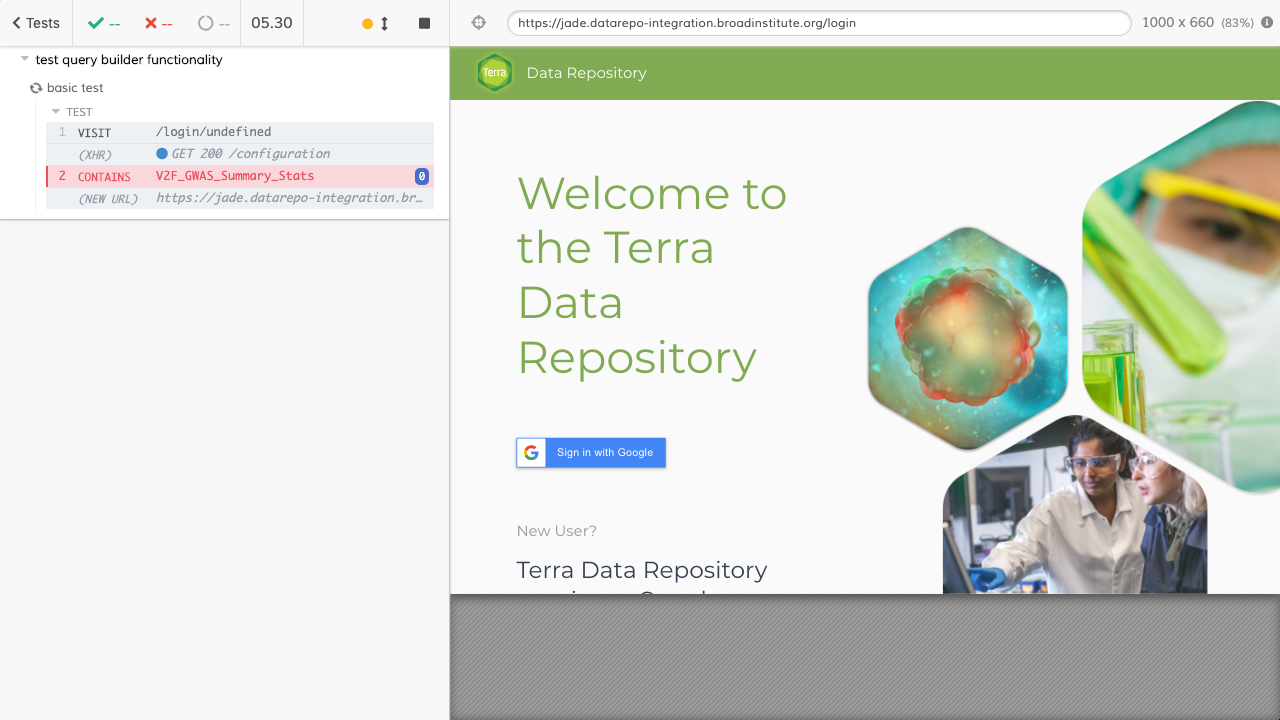 Tests
--
--
--
05.30
https://jade.datarepo-integration.broadinstitute.org/login
1000 x 660 (83%)
test query builder functionality
basic test
TEST
1 VISIT /login/undefined
(XHR) GET 200 /configuration
2 CONTAINS V2F_GWAS_Summary_Stats 0
(NEW URL) https://jade.datarepo-integration.br…
Terra Data Repository
Welcome to
the Terra
Data
Repository
Sign in with Google
New User?
Terra Data Repository